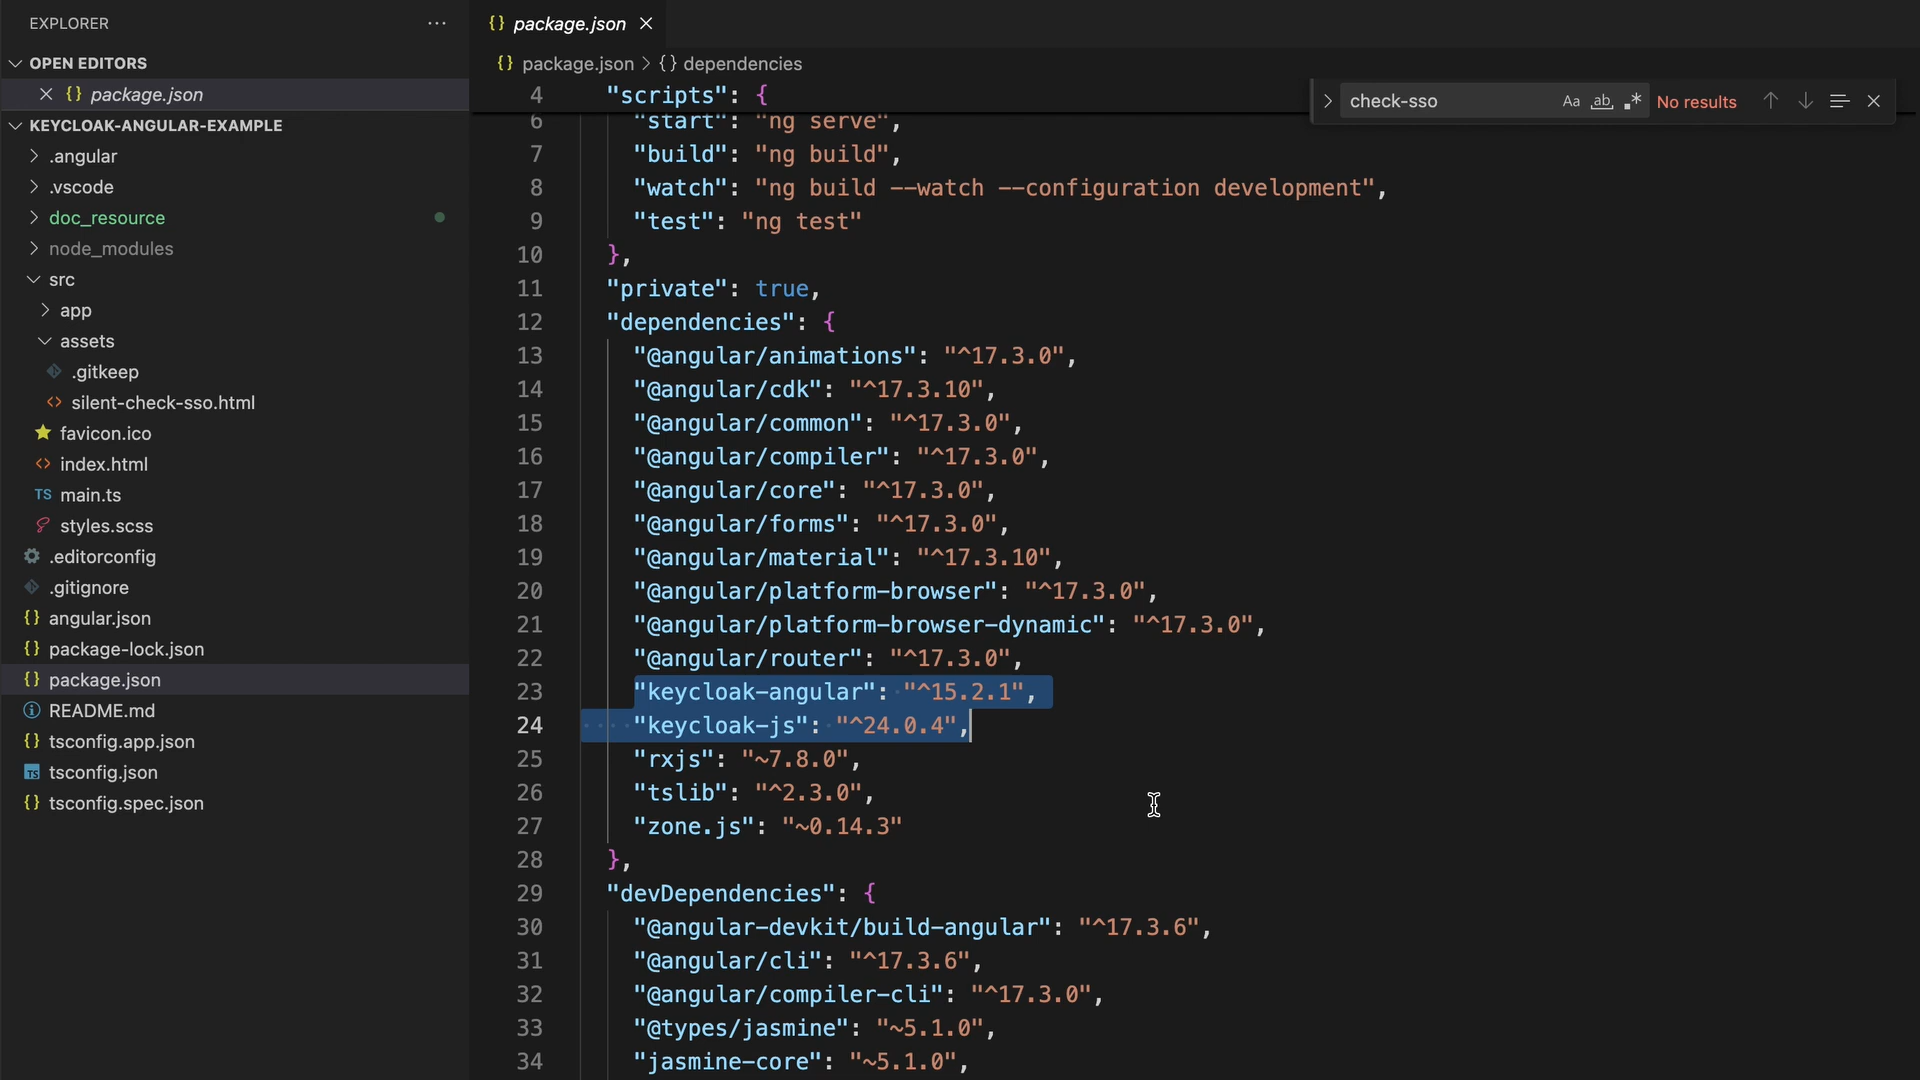 EXPLORER
OPEN EDITORS
package.json
KEYCLOAK-ANGULAR-EXAMPLE
.angular
.vscode
doc_resource
node_modules
src
app
assets
.gitkeep
silent-check-sso.html
favicon.ico
index.html
TS main.ts
styles.scss
.editorconfig
.gitignore
{} angular.json
{} package-lock.json
{} package.json
README.md
{} tsconfig.app.json
TS tsconfig.json
{} tsconfig.spec.json
{} package.json
{} package.json > {} dependencies
check-sso Aa ab .* No results
4 "scripts": {
6 "start": "ng serve",
7 "build": "ng build",
8 "watch": "ng build --watch --configuration development",
9 "test": "ng test"
10 },
11 "private": true,
12 "dependencies": {
13 "@angular/animations": "^17.3.0",
14 "@angular/cdk": "^17.3.10",
15 "@angular/common": "^17.3.0",
16 "@angular/compiler": "^17.3.0",
17 "@angular/core": "^17.3.0",
18 "@angular/forms": "^17.3.0",
19 "@angular/material": "^17.3.10",
20 "@angular/platform-browser": "^17.3.0",
21 "@angular/platform-browser-dynamic": "^17.3.0",
22 "@angular/router": "^17.3.0",
23 "keycloak-angular": "^15.2.1",
24 "keycloak-js": "^24.0.4",
25 "rxjs": "~7.8.0",
26 "tslib": "^2.3.0",
27 "zone.js": "~0.14.3"
28 },
29 "devDependencies": {
30 "@angular-devkit/build-angular": "^17.3.6",
31 "@angular/cli": "^17.3.6",
32 "@angular/compiler-cli": "^17.3.0",
33 "@types/jasmine": "~5.1.0",
34 "jasmine-core": "~5.1.0",